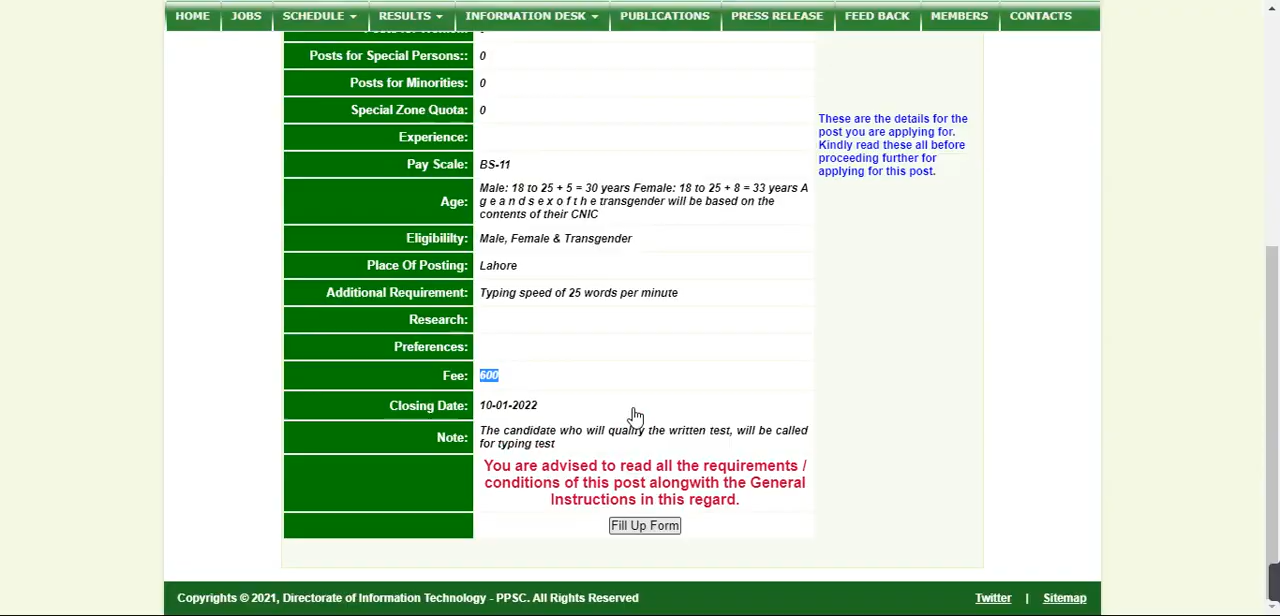 HOME JOBS SCHEDULE RESULTS INFORMATION DESK PUBLICATIONS PRESS RELEASE FEED BACK MEMBERS CONTACTS
Posts for Special Persons:: 0
Posts for Minorities: 0
Special Zone Quota: 0
Experience:
Pay Scale: BS-11
Age: Male: 18 to 25 + 5 = 30 years Female: 18 to 25 + 8 = 33 years A
g e a n d s e x o f t h e transgender will be based on the
contents of their CNIC
Eligibililty: Male, Female & Transgender
Place Of Posting: Lahore
Additional Requirement: Typing speed of 25 words per minute
Research:
Preferences:
Fee: 600
Closing Date: 10-01-2022
Note: The candidate who will qualify the written test, will be called
for typing test
You are advised to read all the requirements /
conditions of this post alongwith the General
Instructions in this regard.
Fill Up Form
These are the details for the
post you are applying for.
Kindly read these all before
proceeding further for
applying for this post.
Copyrights © 2021, Directorate of Information Technology - PPSC. All Rights Reserved Twitter | Sitemap